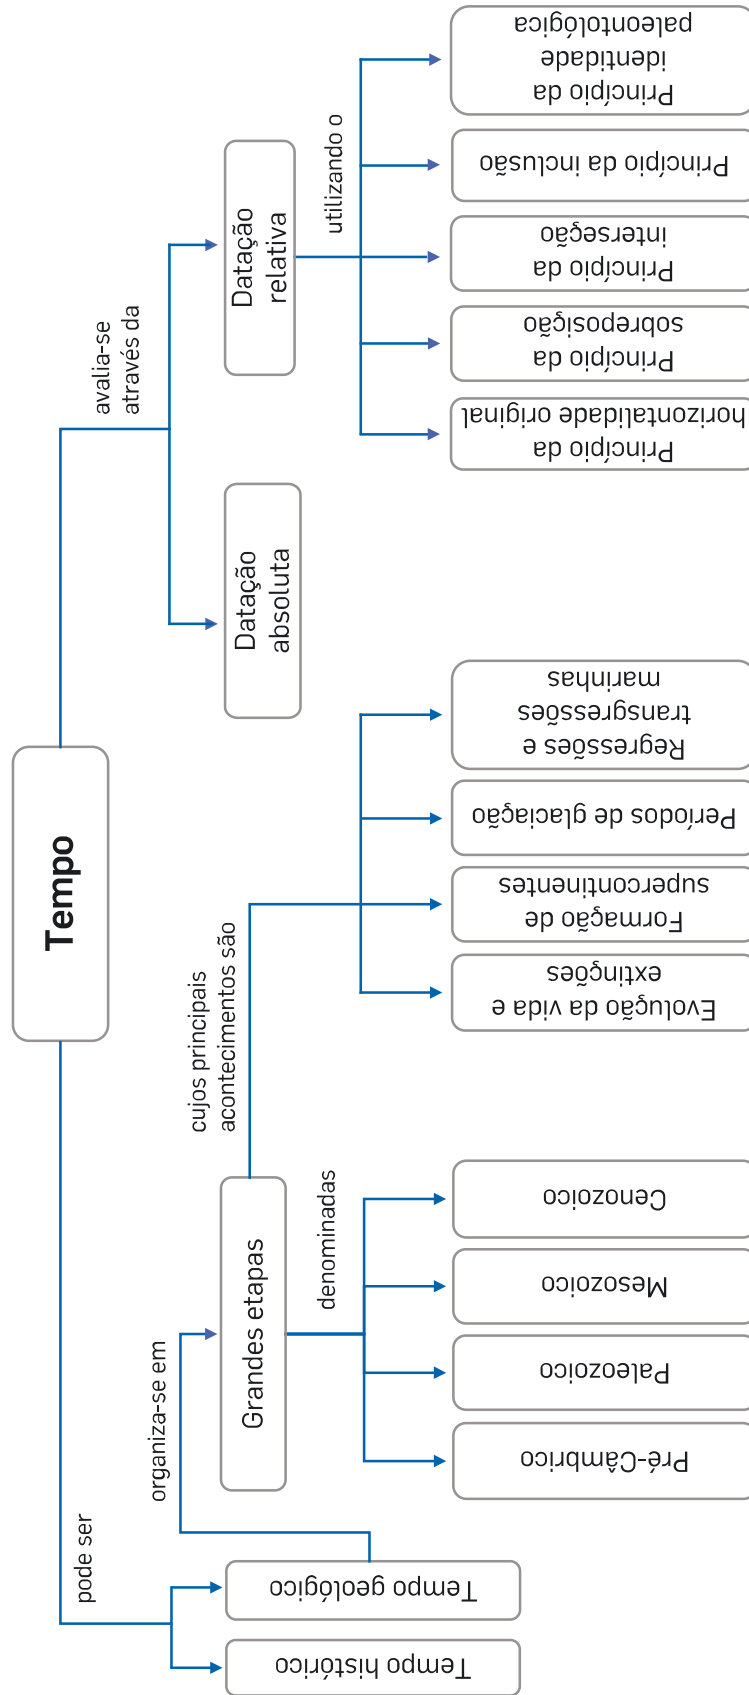 Tempo
pode ser
Tempo histórico
Tempo geológico
organiza-se em
Grandes etapas
denominadas
Pré-Câmbrico
Paleozoico
Mesozoico
Cenozoico
cujos principais
acontecimentos são
Evolução da vida e
extinções
Formação de
supercontinentes
Períodos de glaciação
Regressões e
transgressões
marinhas
avalia-se
através da
Datação
absoluta
Datação
relativa
utilizando o
Princípio da
horizontalidade original
Princípio da
sobreposição
Princípio da
interseção
Princípio da inclusão
Princípio da
identidade
paleontológica